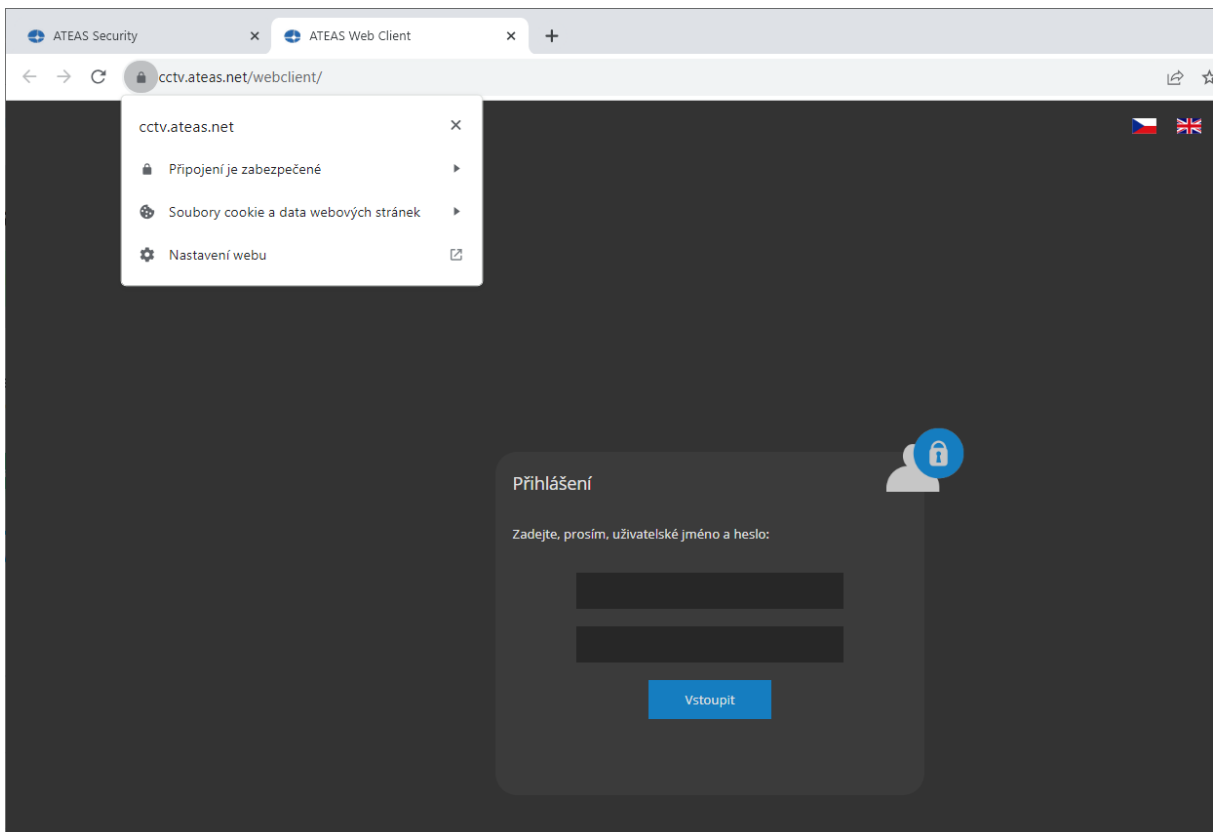 ATEAS Security
ATEAS Web Client
cctv.ateas.net/webclient/
cctv.ateas.net
Připojení je zabezpečené
Soubory cookie a data webových stránek
Nastavení webu
Přihlášení
Zadejte, prosím, uživatelské jméno a heslo:
Vstoupit